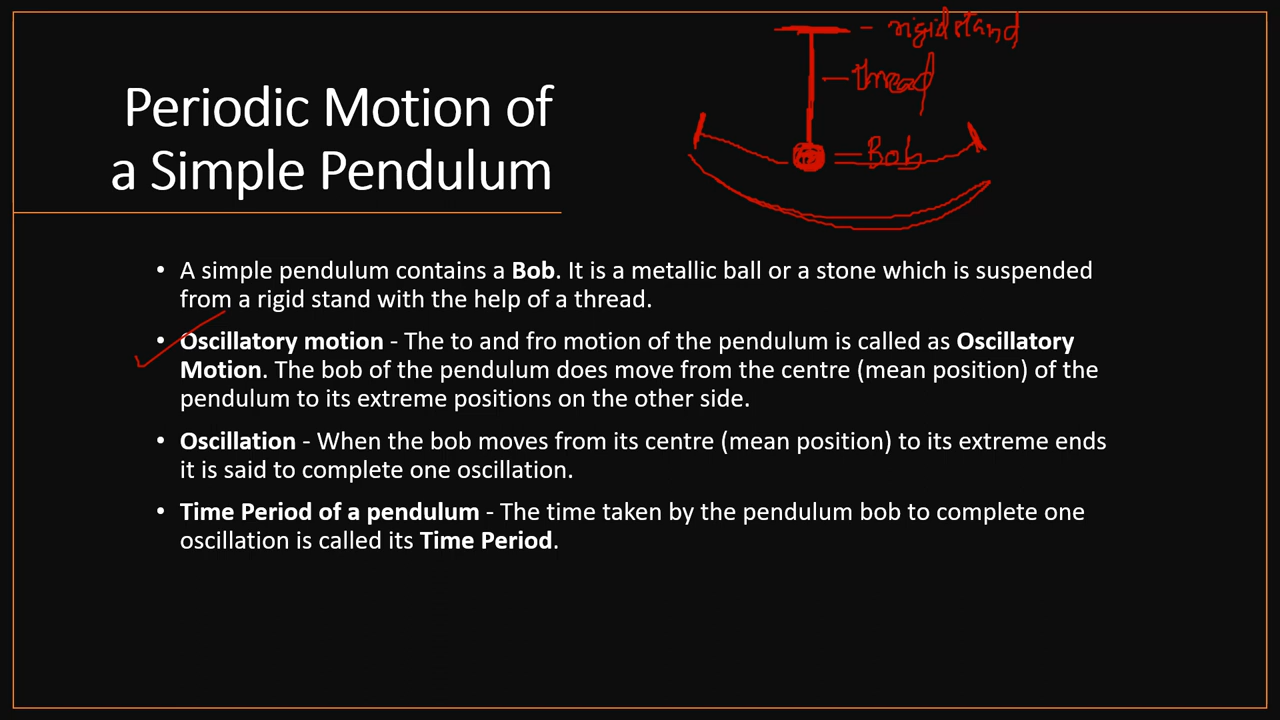 rigid stand
thread
Periodic Motion of
a Simple Pendulum
Bob
• A simple pendulum contains a Bob. It is a metallic ball or a stone which is suspended
from a rigid stand with the help of a thread.
• Oscillatory motion - The to and fro motion of the pendulum is called as Oscillatory
Motion. The bob of the pendulum does move from the centre (mean position) of the
pendulum to its extreme positions on the other side.
• Oscillation - When the bob moves from its centre (mean position) to its extreme ends
it is said to complete one oscillation.
• Time Period of a pendulum - The time taken by the pendulum bob to complete one
oscillation is called its Time Period.